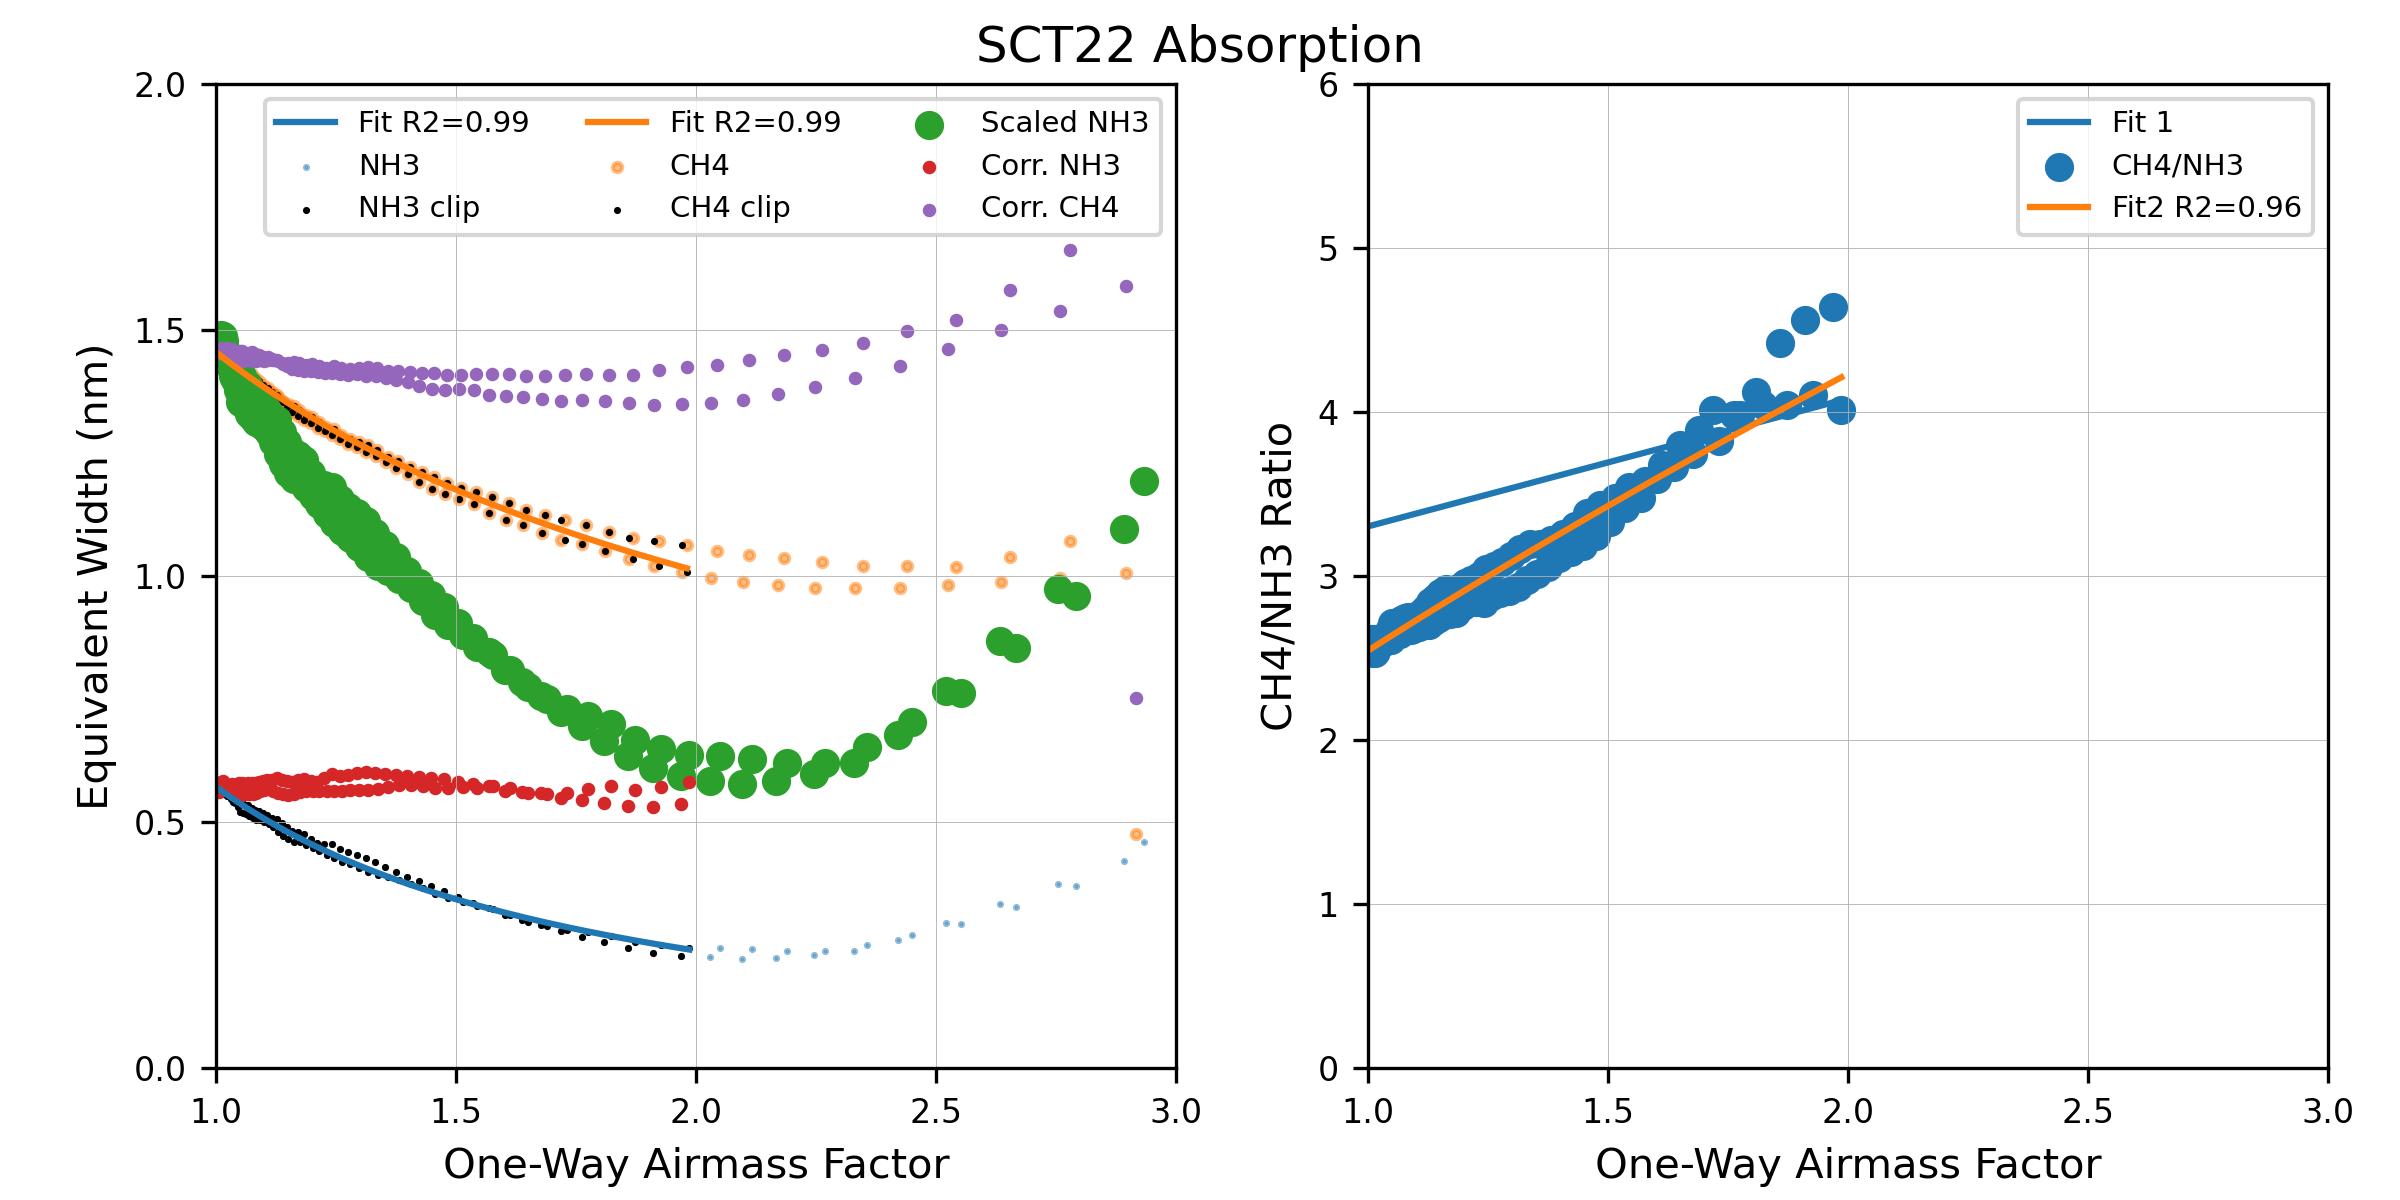 SCT22 Absorption
2.0
1.5
1.0
0.5
0.0
Equivalent Width (nm)
Fit R2=0.99
NH3
NH3 clip
Fit R2=0.99
CH4
CH4 clip
Scaled NH3
Corr. NH3
Corr. CH4
1.0 1.5 2.0 2.5 3.0
One-Way Airmass Factor
6
5
4
3
2
1
0
CH4/NH3 Ratio
Fit 1
CH4/NH3
Fit2 R2=0.96
1.0 1.5 2.0 2.5 3.0
One-Way Airmass Factor